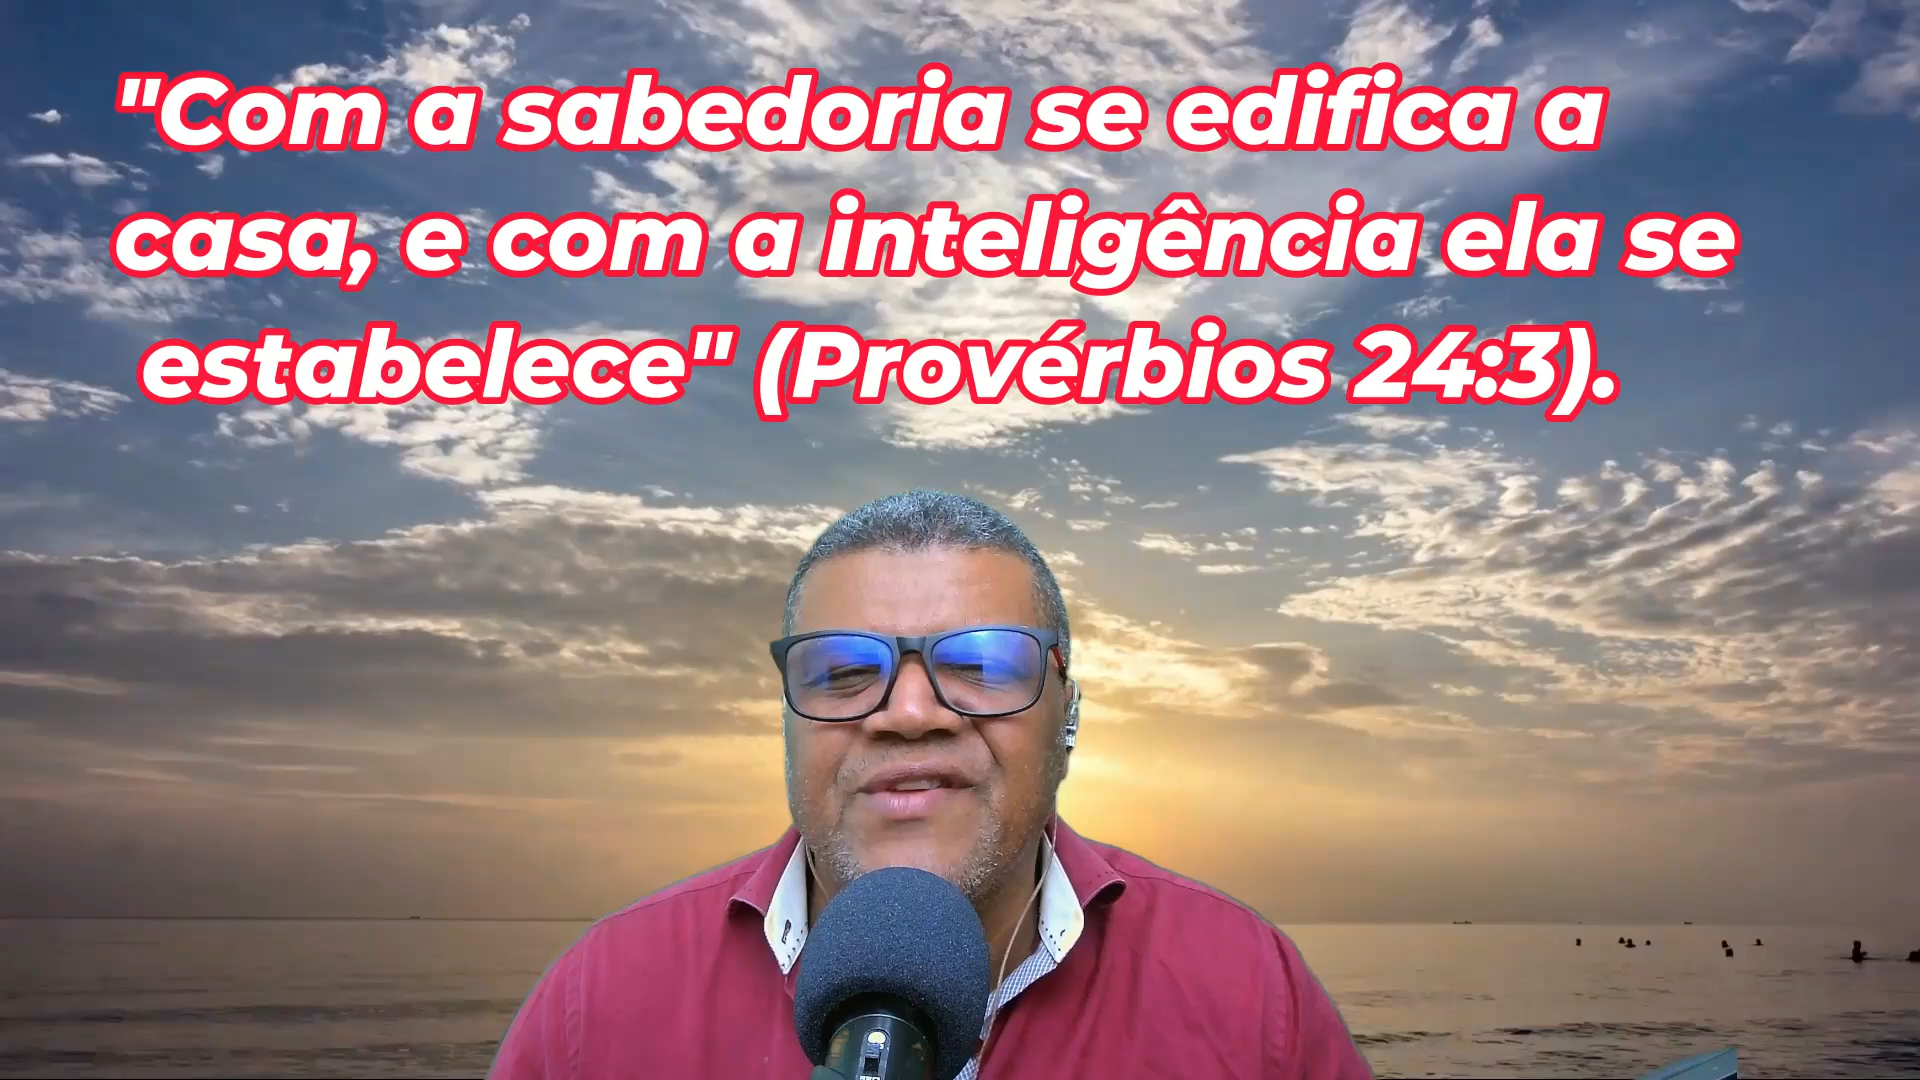 "Com a sabedoria se edifica a
casa, e com a inteligência ela se
estabelece" (Provérbios 24:3).